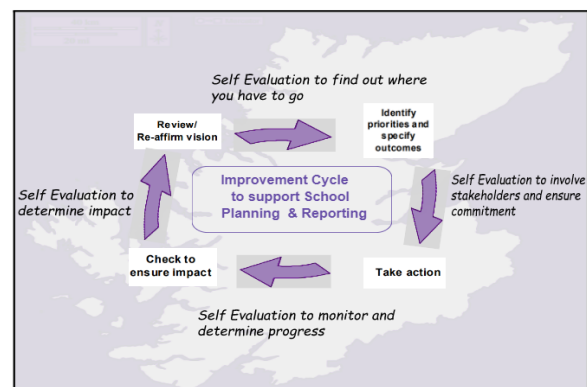 Self Evaluation to find out where
you have to go
Review/
Re-affirm vision
Identify
priorities and
specify
outcomes
Self Evaluation to
determine impact
Improvement Cycle
to support School
Planning & Reporting
Self Evaluation to involve
stakeholders and ensure
commitment
Check to
ensure impact
Take action
Self Evaluation to monitor and
determine progress